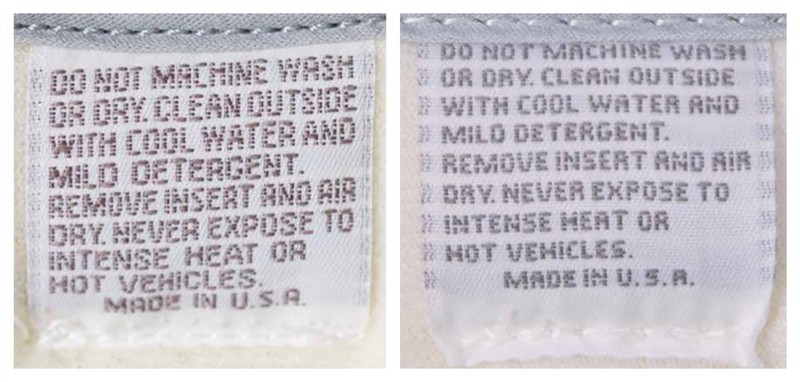 DO NOT MACHINE WASH
OR DRY. CLEAN OUTSIDE
WITH COOL WATER AND
MILD DETERGENT.
REMOVE INSERT AND AIR
DRY. NEVER EXPOSE TO
INTENSE HEAT OR
HOT VEHICLES.
MADE IN U.S.A.
DO NOT MACHINE WASH
OR DRY. CLEAN OUTSIDE
WITH COOL WATER AND
MILD DETERGENT.
REMOVE INSERT AND AIR
DRY. NEVER EXPOSE TO
INTENSE HEAT OR
HOT VEHICLES.
MADE IN U.S.A.